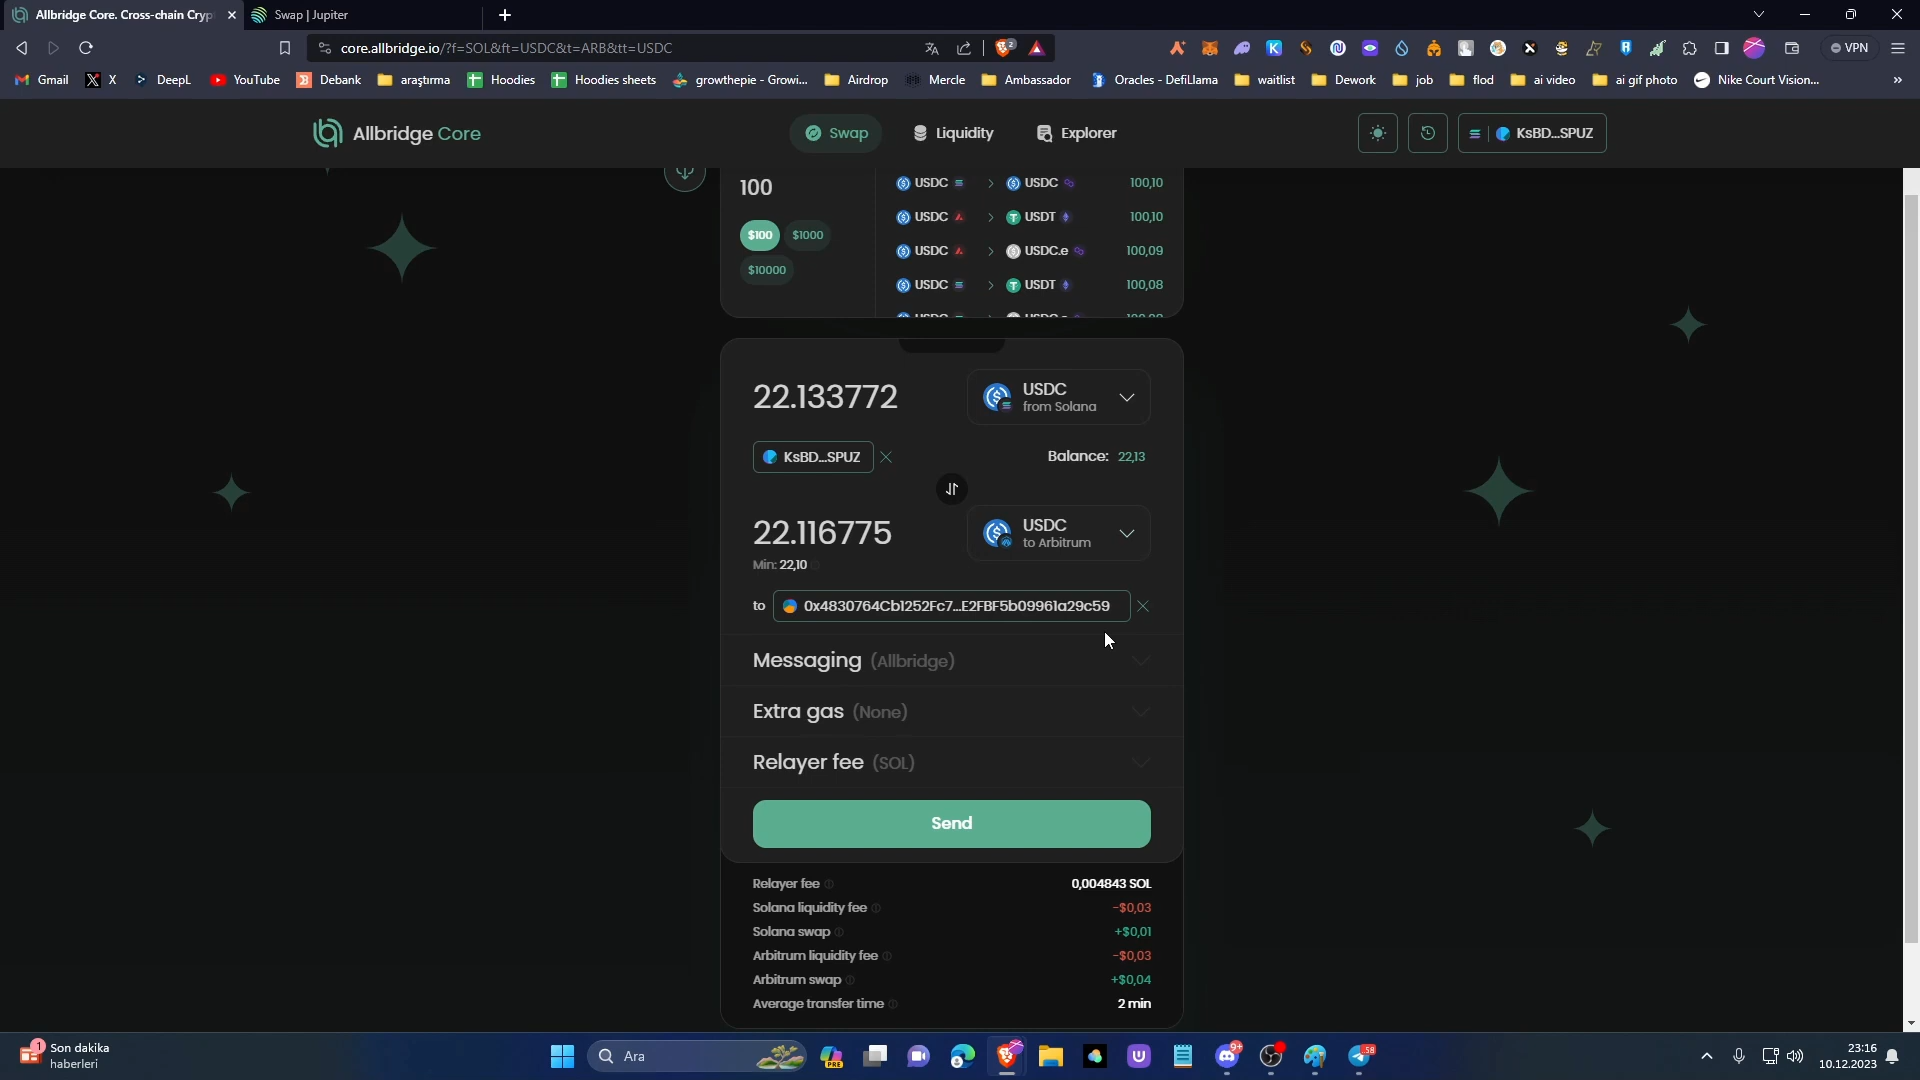 Allbridge Core. Cross-chain Cryp
Swap | Jupiter
core.allbridge.io/?f=SOL&ft=USDC&t=ARB&tt=USDC
2
VPN
Gmail
X
DeepL
YouTube
Debank
araştırma
Hoodies
Hoodies sheets
growthepie - Growi...
Airdrop
Mercle
Ambassador
Oracles - DefiLlama
waitlist
Dework
job
flod
ai video
ai gif photo
Nike Court Vision...
Allbridge Core
Swap
Liquidity
Explorer
KsBD...SPUZ
100
$100
$1000
$10000
USDC > USDC 100,10
USDC > USDT 100,10
USDC > USDC.e 100,09
USDC > USDT 100,08
22.133772
USDC
from Solana
KsBD...SPUZ
Balance: 22,13
22.116775
USDC
to Arbitrum
Min: 22,10
to 0x4830764Cb1252Fc7...E2FBF5b09961a29c59
Messaging (Allbridge)
Extra gas (None)
Relayer fee (SOL)
Send
Relayer fee 0,004843 SOL
Solana liquidity fee -$0,03
Solana swap +$0,01
Arbitrum liquidity fee -$0,03
Arbitrum swap +$0,04
Average transfer time 2 min
1
Son dakika
haberleri
Ara
PRE
9+
58
23:16
10.12.2023